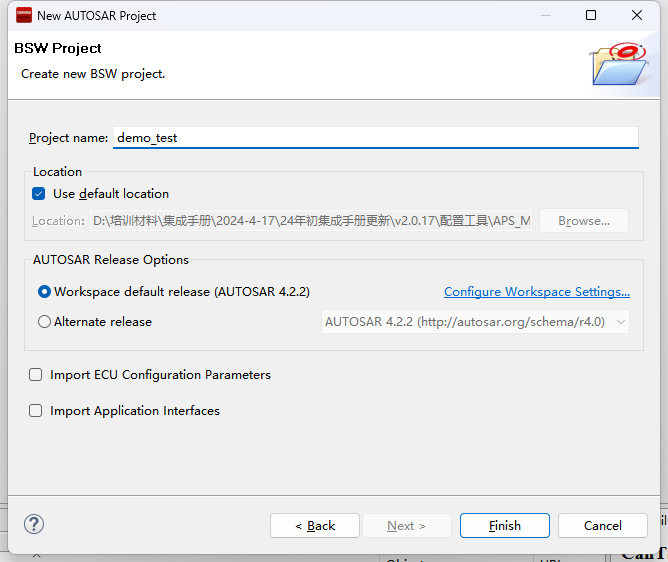 New AUTOSAR Project
BSW Project
Create new BSW project.
Project name: demo_test
Location
Use default location
Location: D:\培训材料\集成手册\2024-4-17\24年初集成手册更新\v2.0.17\配置工具\APS_M Browse...
AUTOSAR Release Options
Workspace default release (AUTOSAR 4.2.2) Configure Workspace Settings...
Alternate release AUTOSAR 4.2.2 (http://autosar.org/schema/r4.0)
Import ECU Configuration Parameters
Import Application Interfaces
? < Back Next > Finish Cancel
CanT